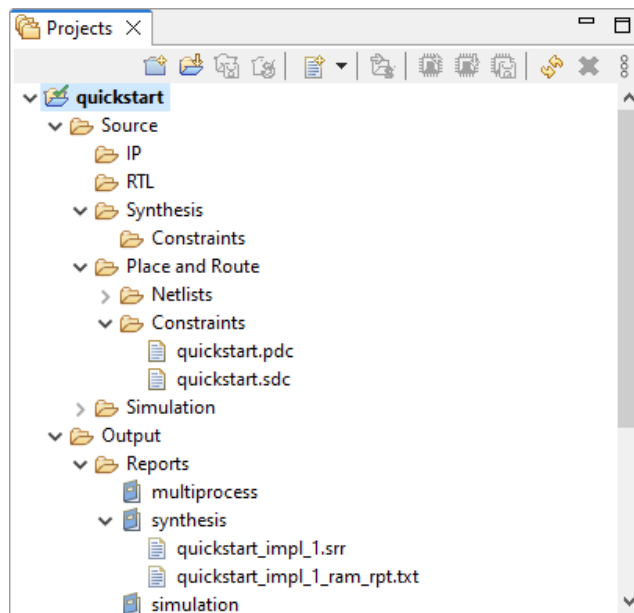 Projects
quickstart
Source
IP
RTL
Synthesis
Constraints
Place and Route
Netlists
Constraints
quickstart.pdc
quickstart.sdc
Simulation
Output
Reports
multiprocess
synthesis
quickstart_impl_1.srr
quickstart_impl_1_ram_rpt.txt
simulation